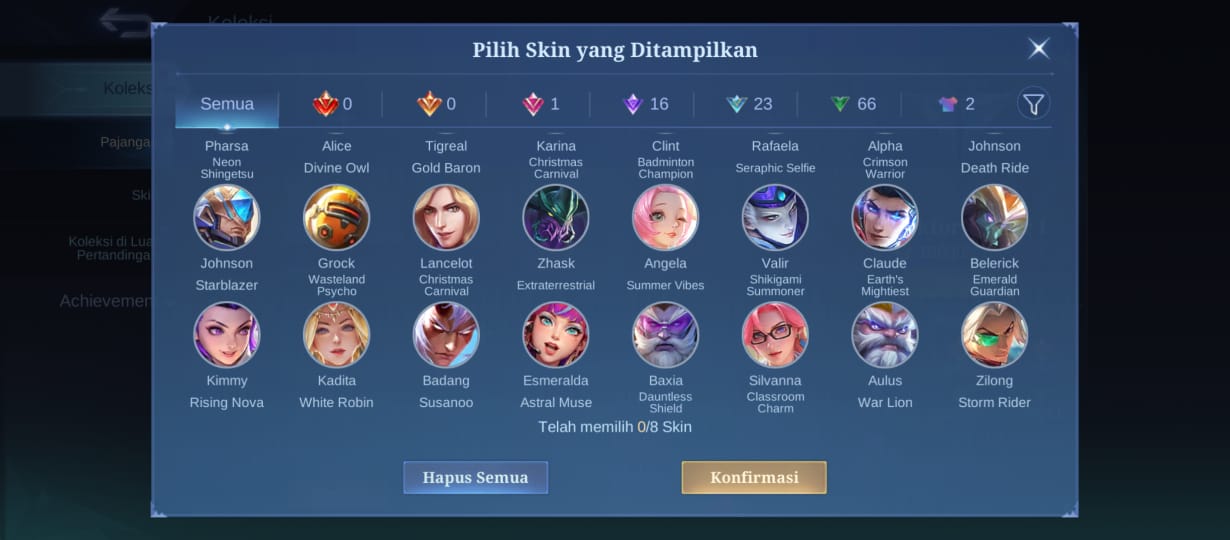 Koleksi
Pilih Skin yang Ditampilkan
Koleks
Pajanga
Ski
Koleksi di Lua
Pertandinga
Achievemen
Semua 0 0 1 16 23 66 2
Pharsa Alice Tigreal Karina Clint Rafaela Alpha Johnson
Neon Shingetsu Divine Owl Gold Baron Christmas Carnival Badminton Champion Seraphic Selfie Crimson Warrior Death Ride
Johnson Grock Lancelot Zhask Angela Valir Claude Belerick
Starblazer Wasteland Psycho Christmas Carnival Extraterrestrial Summer Vibes Shikigami Summoner Earth's Mightiest Emerald Guardian
Kimmy Kadita Badang Esmeralda Baxia Silvanna Aulus Zilong
Rising Nova White Robin Susanoo Astral Muse Dauntless Shield Classroom Charm War Lion Storm Rider
Telah memilih 0/8 Skin
Hapus Semua Konfirmasi